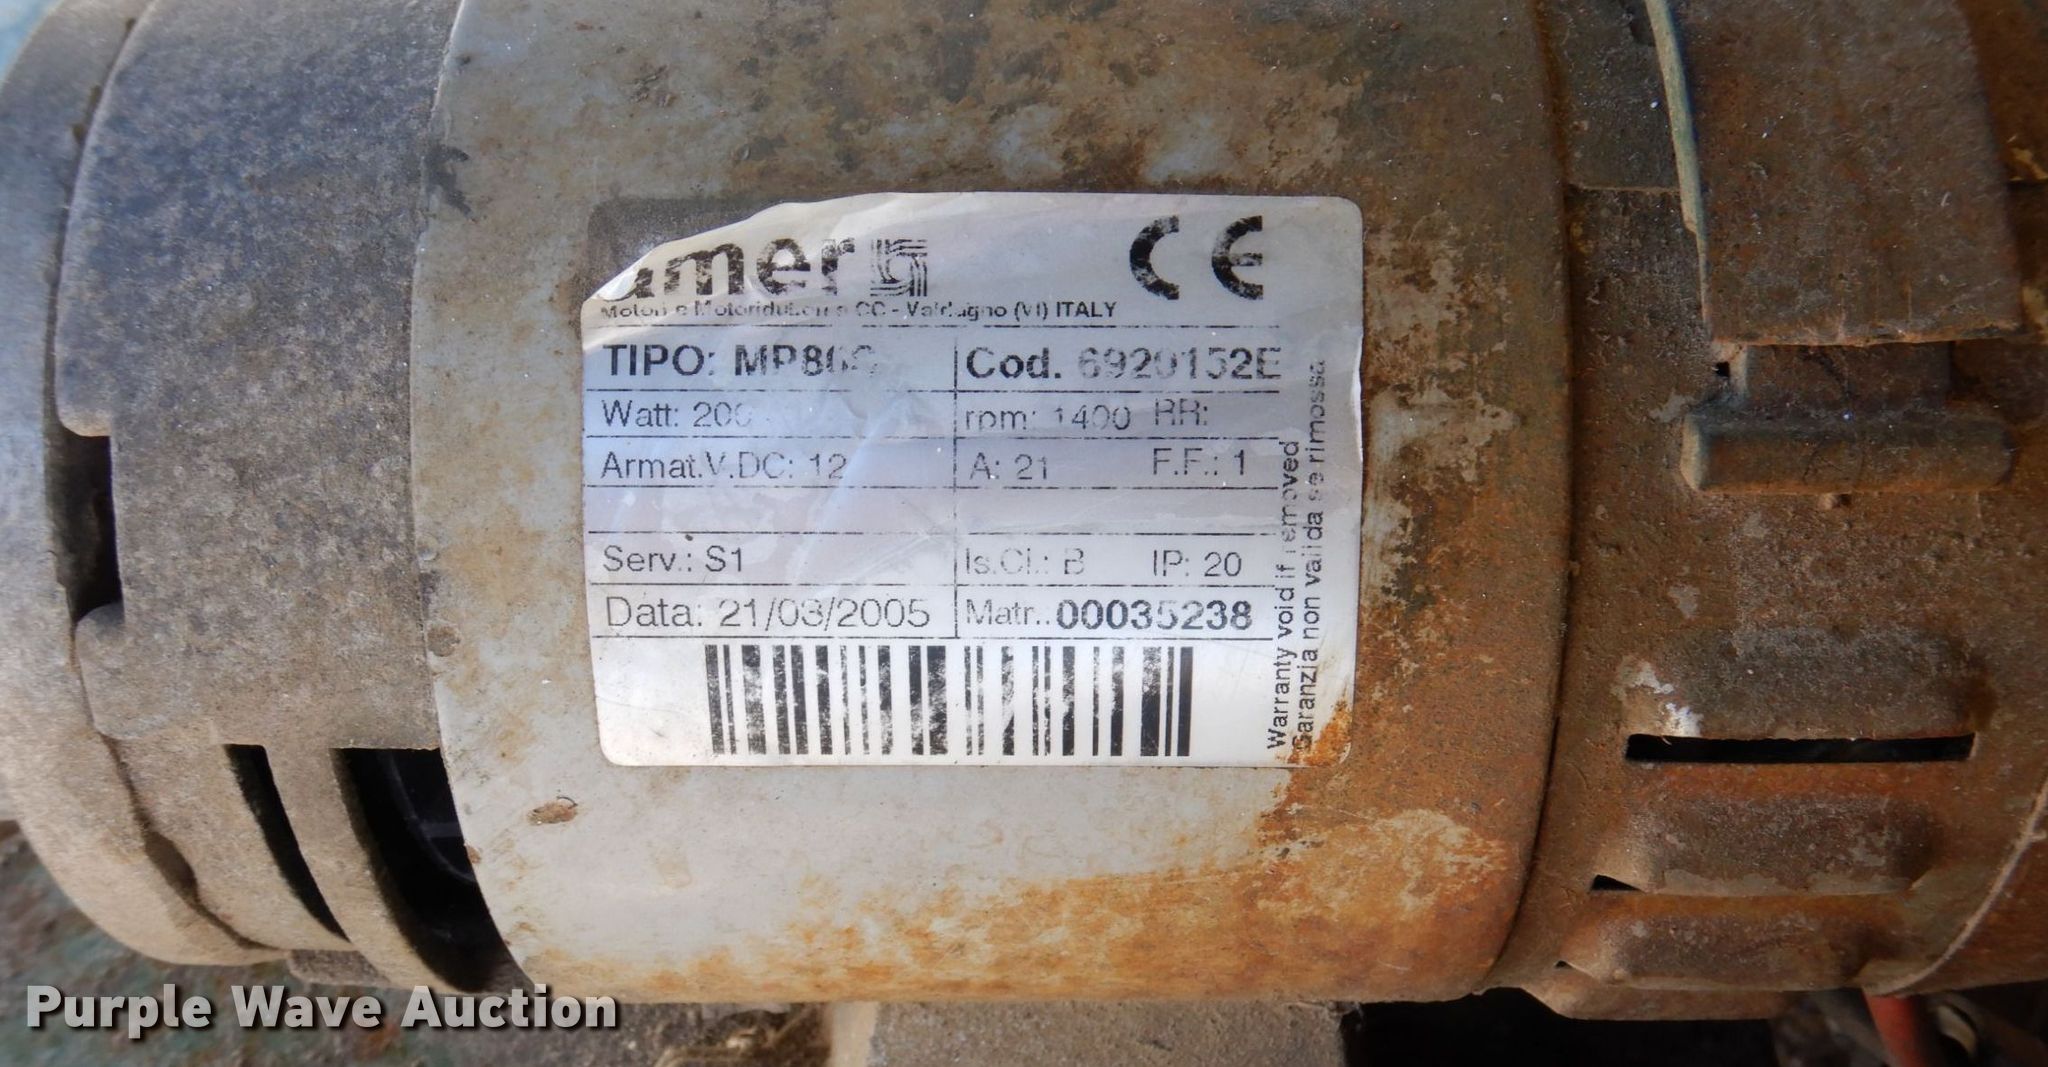 amer CE
Motori e Motoriduttori a CC - Valdagno (VI) ITALY
TIPO: Cod. 6920152E
Watt: 200 rpm: 1400 RR:
Armat.V.DC: 12 A: 21 F.F.: 1
Serv.: S1 Is.Cl.: B IP: 20
Data: 21/03/2005 Matr.: 00035238
Warranty void if removed
Garanzia non valida se rimossa
Purple Wave Auction